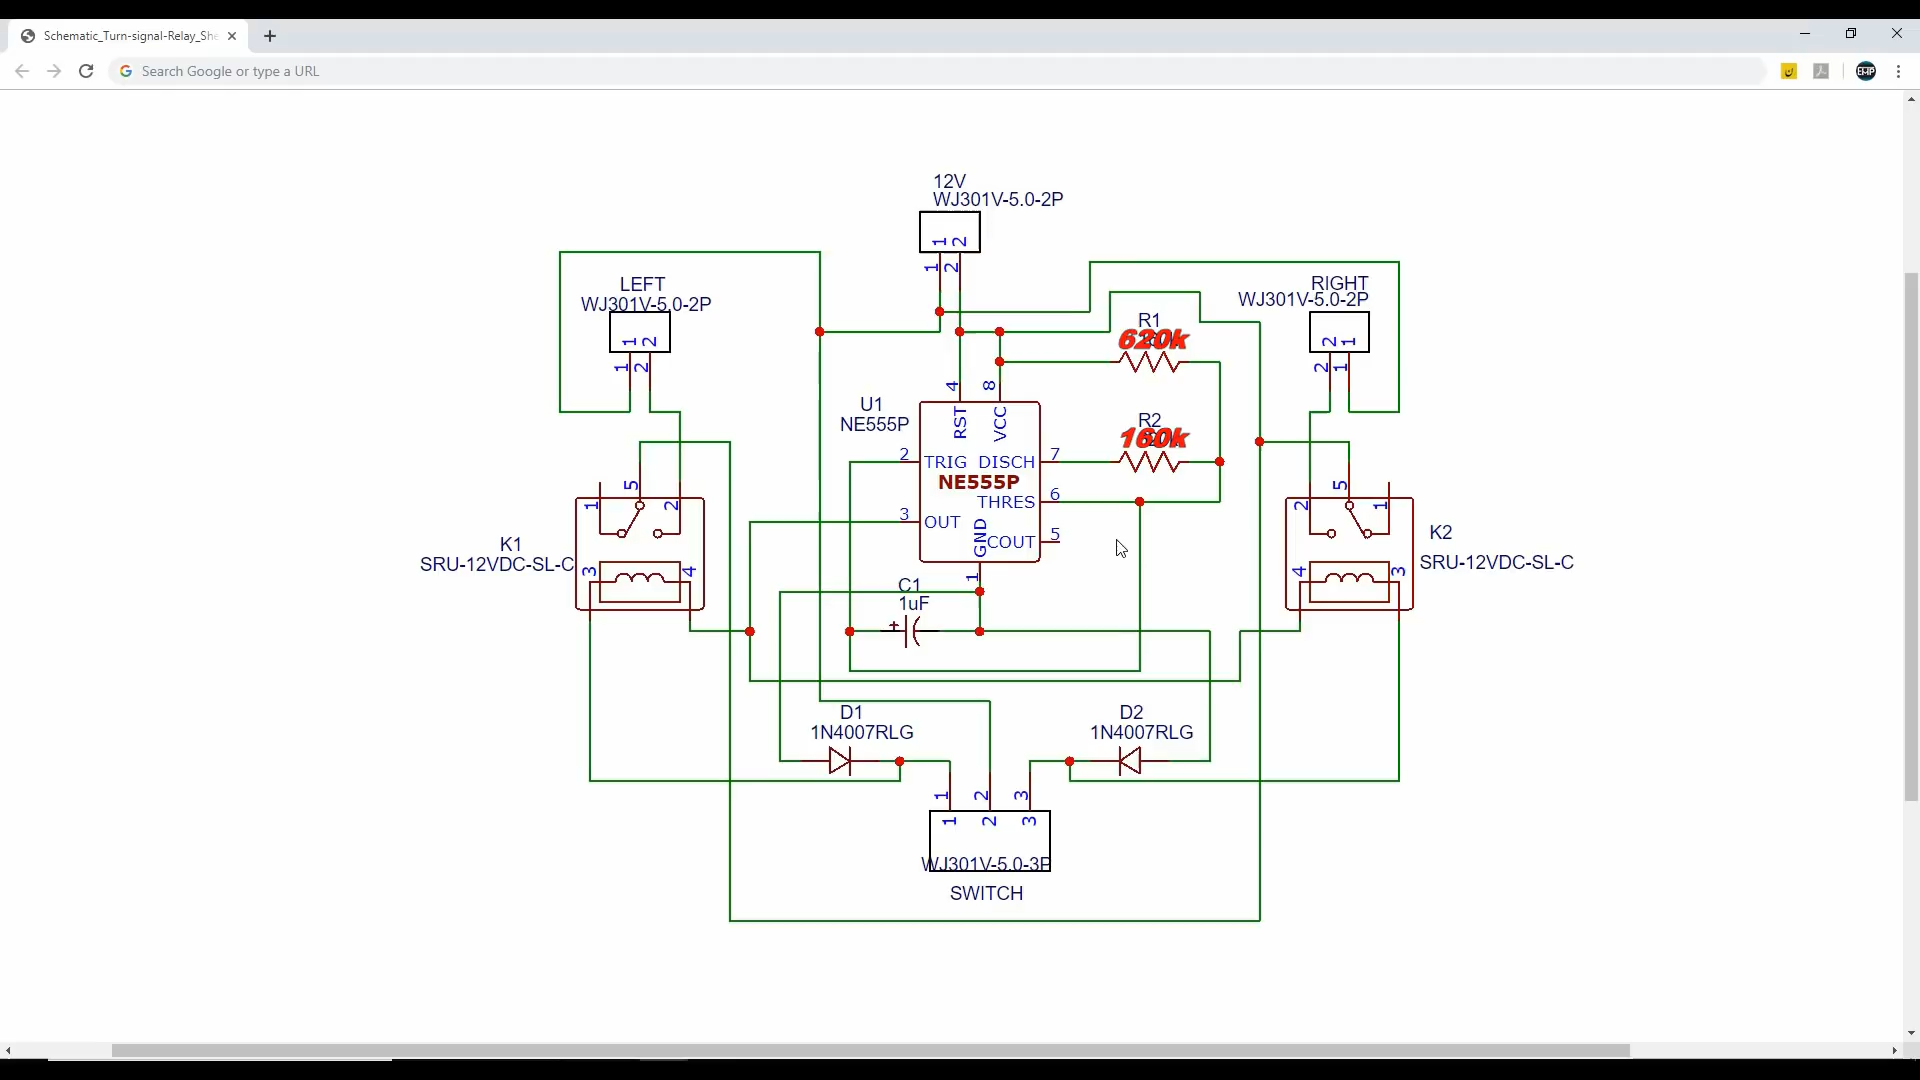 Schematic_Turn-signal-Relay_She
Search Google or type a URL
EMP
12V
WJ301V-5.0-2P
1 2
1 2
LEFT
WJ301V-5.0-2P
1 2
1 2
RIGHT
WJ301V-5.0-2P
2 1
2 1
R1
620k
R2
160k
U1
NE555P
4 8
RST VCC
2 TRIG DISCH 7
NE555P
THRES 6
3 OUT
GND
COUT 5
1
C1
1uF
+
K1
SRU-12VDC-SL-C
5
1 2
3 4
K2
SRU-12VDC-SL-C
5
2 1
4 3
D1
1N4007RLG
D2
1N4007RLG
1 2 3
1 2 3
WJ301V-5.0-3P
SWITCH